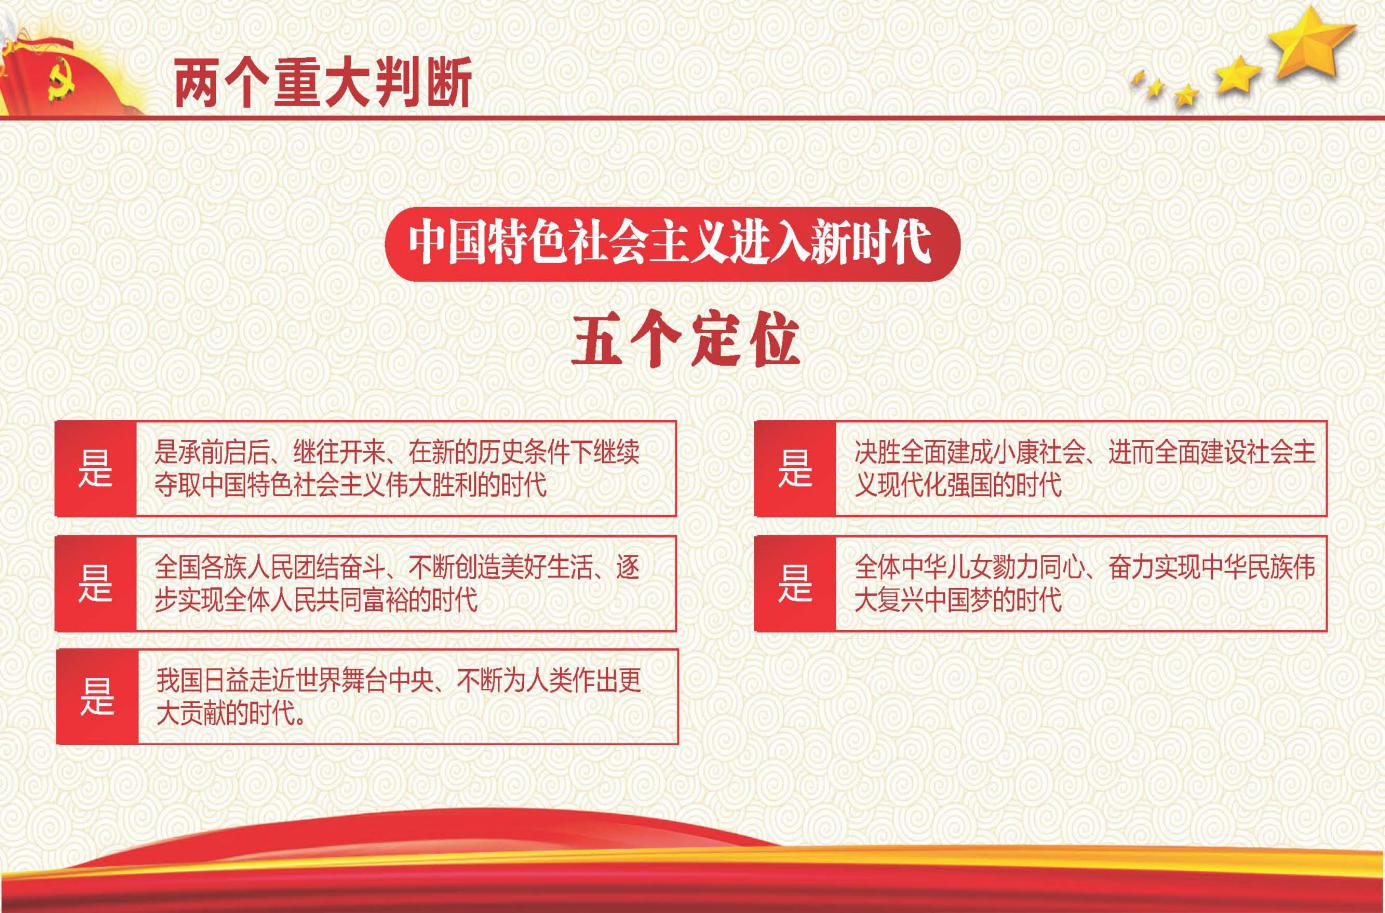 两个重大判断
中国特色社会主义进入新时代
五个定位
是
是承前启后、继往开来、在新的历史条件下继续
夺取中国特色社会主义伟大胜利的时代
是
决胜全面建成小康社会、进而全面建设社会主
义现代化强国的时代
是
全国各族人民团结奋斗、不断创造美好生活、逐
步实现全体人民共同富裕的时代
是
全体中华儿女勠力同心、奋力实现中华民族伟
大复兴中国梦的时代
是
我国日益走近世界舞台中央、不断为人类作出更
大贡献的时代。